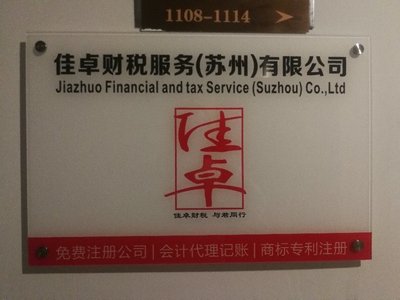 1108-1114
佳卓财税服务(苏州)有限公司
Jiazhuo Financial and tax Service (Suzhou) Co.,Ltd
佳卓
佳卓财税 与君同行
免费注册公司 | 会计代理记账 | 商标专利注册